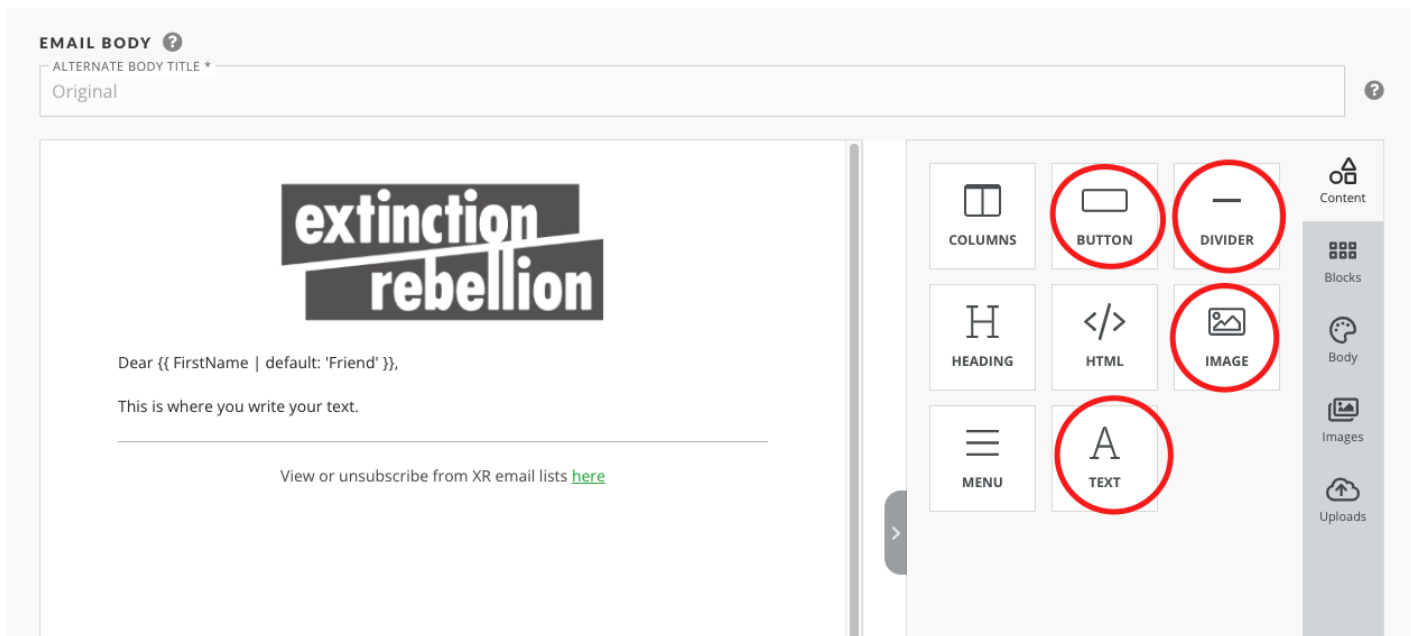 EMAIL BODY ?
ALTERNATE BODY TITLE *
Original
?
extinction
rebellion
Dear {{ FirstName | default: 'Friend' }},
This is where you write your text.
View or unsubscribe from XR email lists here
COLUMNS
BUTTON
DIVIDER
H
HEADING
</>
HTML
IMAGE
MENU
A
TEXT
Content
Blocks
Body
Images
Uploads